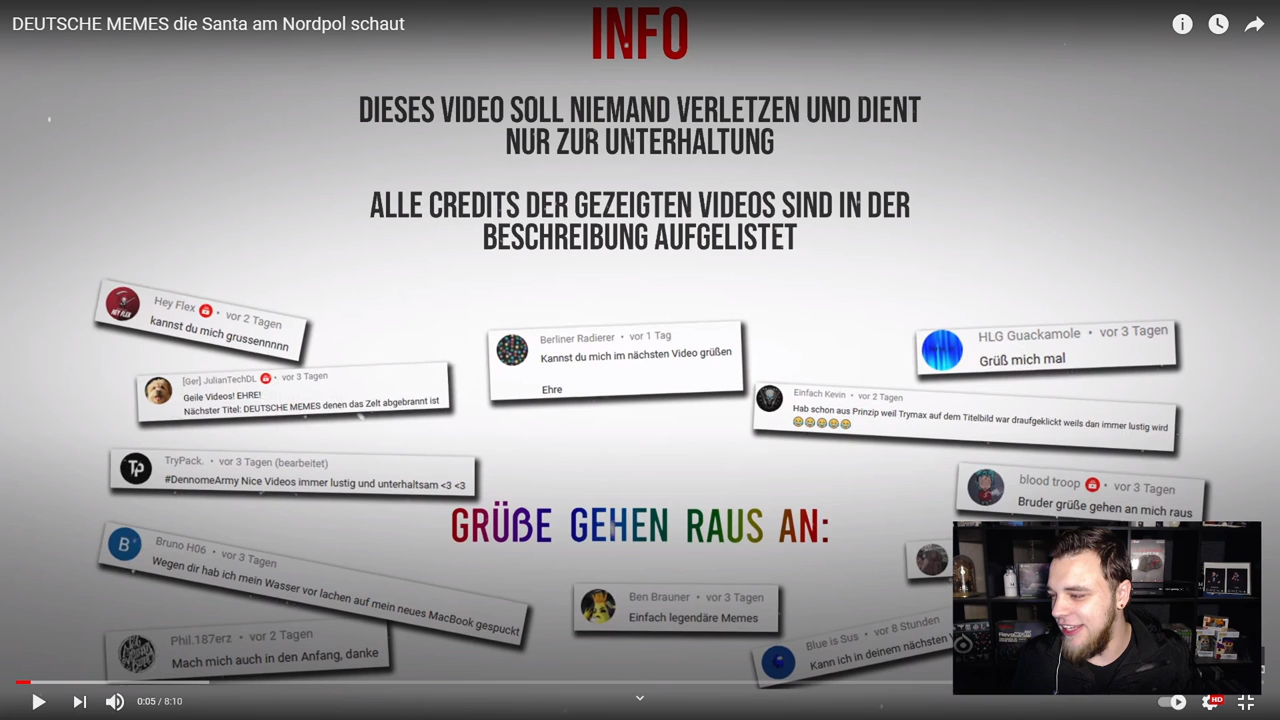 DEUTSCHE MEMES die Santa am Nordpol schaut
INFO
DIESES VIDEO SOLL NIEMAND VERLETZEN UND DIENT
NUR ZUR UNTERHALTUNG
ALLE CREDITS DER GEZEIGTEN VIDEOS SIND IN DER
BESCHREIBUNG AUFGELISTET
HEY FLEX
Hey Flex • vor 2 Tagen
kannst du mich grussennnnn
[Ger] JulianTechDL • vor 3 Tagen
Geile Videos! EHRE!
Nächster Titel: DEUTSCHE MEMES denen das Zelt abgebrannt ist
Berliner Radierer • vor 1 Tag
Kannst du mich im nächsten Video grüßen
Ehre
HLG Guackamole • vor 3 Tagen
Grüß mich mal
Einfach Kevin • vor 2 Tagen
Hab schon aus Prinzip weil Trymax auf dem Titelbild war draufgeklickt weils dan immer lustig wird
😂😂😂😂😂
TP
TryPack. • vor 3 Tagen (bearbeitet)
#DennomeArmy Nice Videos immer lustig und unterhaltsam <3 <3
blood troop • vor 3 Tagen
Bruder grüße gehen an mich raus
GRÜßE GEHEN RAUS AN:
B
Bruno H06 • vor 3 Tagen
Wegen dir hab ich mein Wasser vor lachen auf mein neues MacBook gespuckt
Ben Brauner • vor 3 Tagen
Einfach legendäre Memes
Phil.187erz • vor 2 Tagen
Mach mich auch in den Anfang, danke
Blue is Sus • vor 8 Stunden
Kann ich in deinem nächsten
0:05 / 8:10
HD